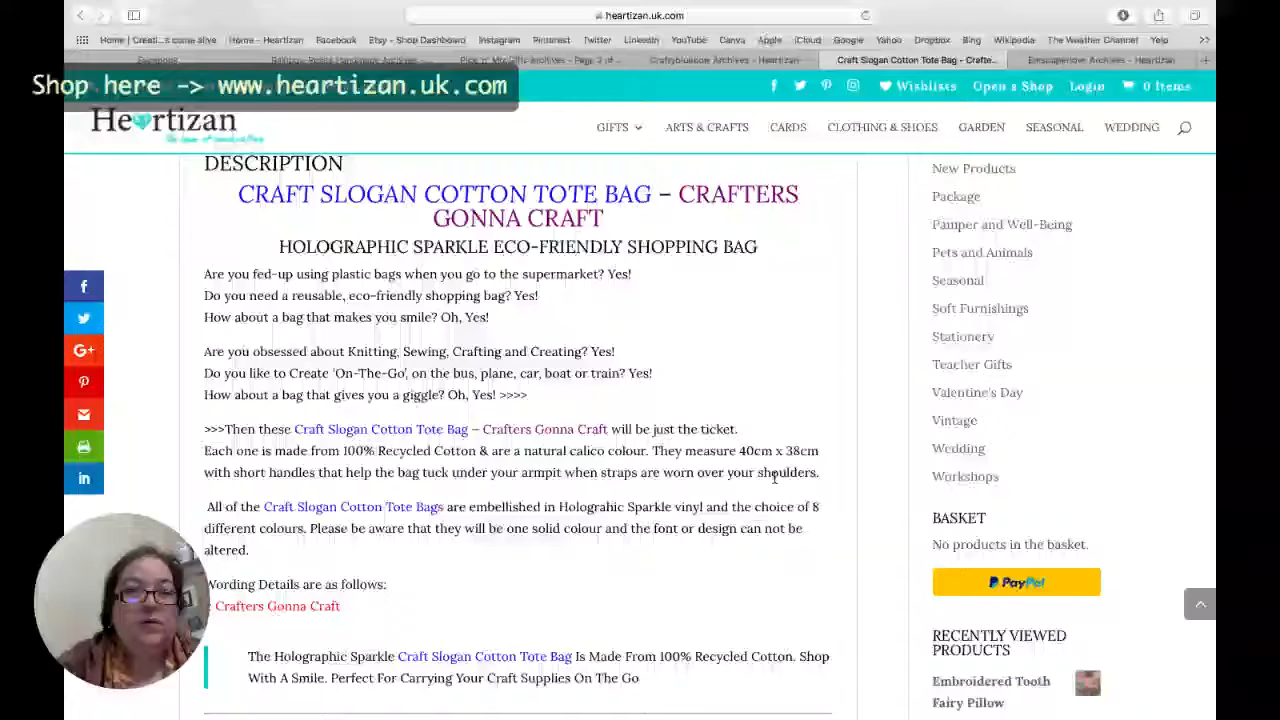 heartizan.uk.com
Home | Creati...s come alive Home - Heartizan Facebook Etsy - Shop Dashboard Instagram Pinterest Twitter LinkedIn YouTube Canva Apple iCloud Google Yahoo Dropbox Bing Wikipedia The Weather Channel Yelp >>
Craftybluecow Archives - Heartizan Craft Slogan Cotton Tote Bag - Crafte...
Shop here -> www.heartizan.uk.com
Wishlists Open a Shop Login 0 Items
Heartizan
GIFTS ARTS & CRAFTS CARDS CLOTHING & SHOES GARDEN SEASONAL WEDDING
DESCRIPTION
CRAFT SLOGAN COTTON TOTE BAG – CRAFTERS
GONNA CRAFT
HOLOGRAPHIC SPARKLE ECO-FRIENDLY SHOPPING BAG
Are you fed-up using plastic bags when you go to the supermarket? Yes!
Do you need a reusable, eco-friendly shopping bag? Yes!
How about a bag that makes you smile? Oh, Yes!
Are you obsessed about Knitting, Sewing, Crafting and Creating? Yes!
Do you like to Create 'On-The-Go', on the bus, plane, car, boat or train? Yes!
How about a bag that gives you a giggle? Oh, Yes! >>>>
>>>Then these Craft Slogan Cotton Tote Bag – Crafters Gonna Craft will be just the ticket.
Each one is made from 100% Recycled Cotton & are a natural calico colour. They measure 40cm x 38cm
with short handles that help the bag tuck under your armpit when straps are worn over your shoulders.
All of the Craft Slogan Cotton Tote Bags are embellished in Holograhic Sparkle vinyl and the choice of 8
different colours. Please be aware that they will be one solid colour and the font or design can not be
altered.
Wording Details are as follows:
: Crafters Gonna Craft
The Holographic Sparkle Craft Slogan Cotton Tote Bag Is Made From 100% Recycled Cotton. Shop
With A Smile. Perfect For Carrying Your Craft Supplies On The Go
New Products
Package
Pamper and Well-Being
Pets and Animals
Seasonal
Soft Furnishings
Stationery
Teacher Gifts
Valentine's Day
Vintage
Wedding
Workshops
BASKET
No products in the basket.
PayPal
RECENTLY VIEWED
PRODUCTS
Embroidered Tooth
Fairy Pillow